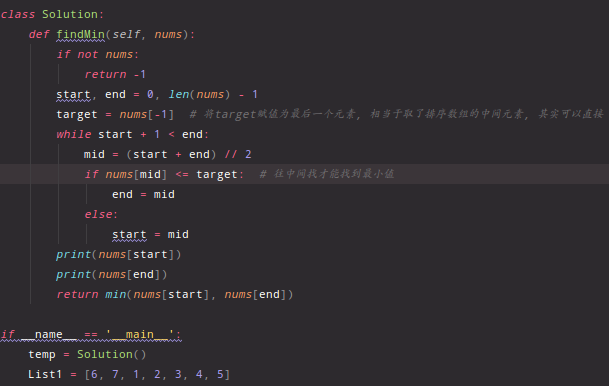 class Solution:
    def findMin(self, nums):
        if not nums:
            return -1
        start, end = 0, len(nums) - 1
        target = nums[-1]  # 将target赋值为最后一个元素, 相当于取了排序数组的中间元素, 其实可以直接
        while start + 1 < end:
            mid = (start + end) // 2
            if nums[mid] <= target:  # 往中间找才能找到最小值
                end = mid
            else:
                start = mid
        print(nums[start])
        print(nums[end])
        return min(nums[start], nums[end])
if __name__ == '__main__':
    temp = Solution()
    List1 = [6, 7, 1, 2, 3, 4, 5]